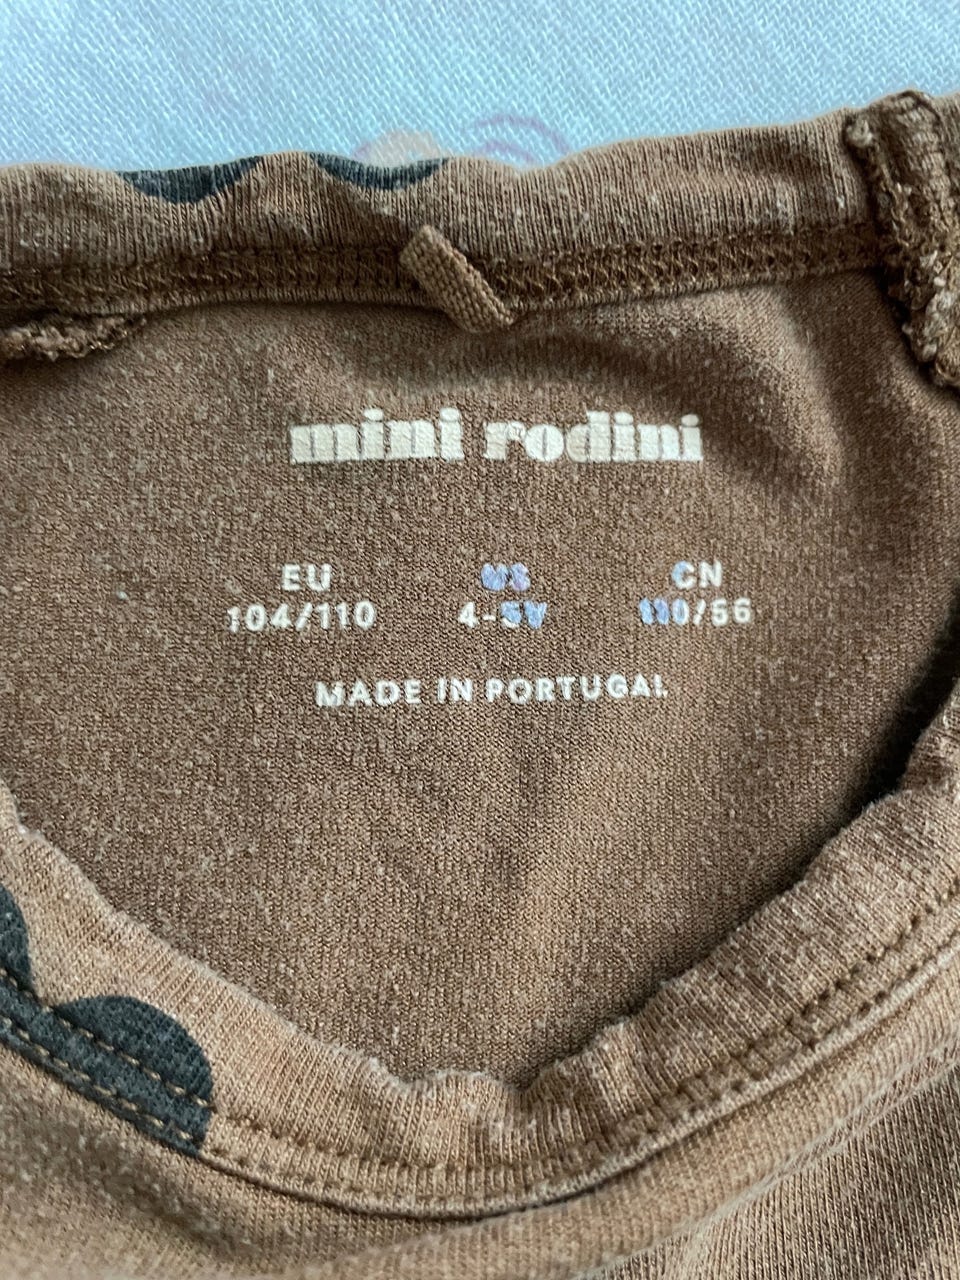 mini rodini
EU US CN
104/110 4-5Y 110/56
MADE IN PORTUGAL